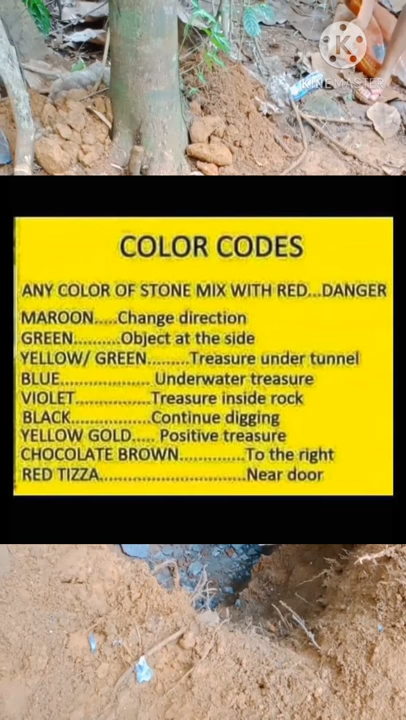 KINEMASTER
COLOR CODES
ANY COLOR OF STONE MIX WITH RED...DANGER
MAROON.....Change direction
GREEN..........Object at the side
YELLOW/ GREEN.........Treasure under tunnel
BLUE................... Underwater treasure
VIOLET................Treasure inside rock
BLACK................Continue digging
YELLOW GOLD..... Positive treasure
CHOCOLATE BROWN.............To the right
RED TIZZA...............................Near door